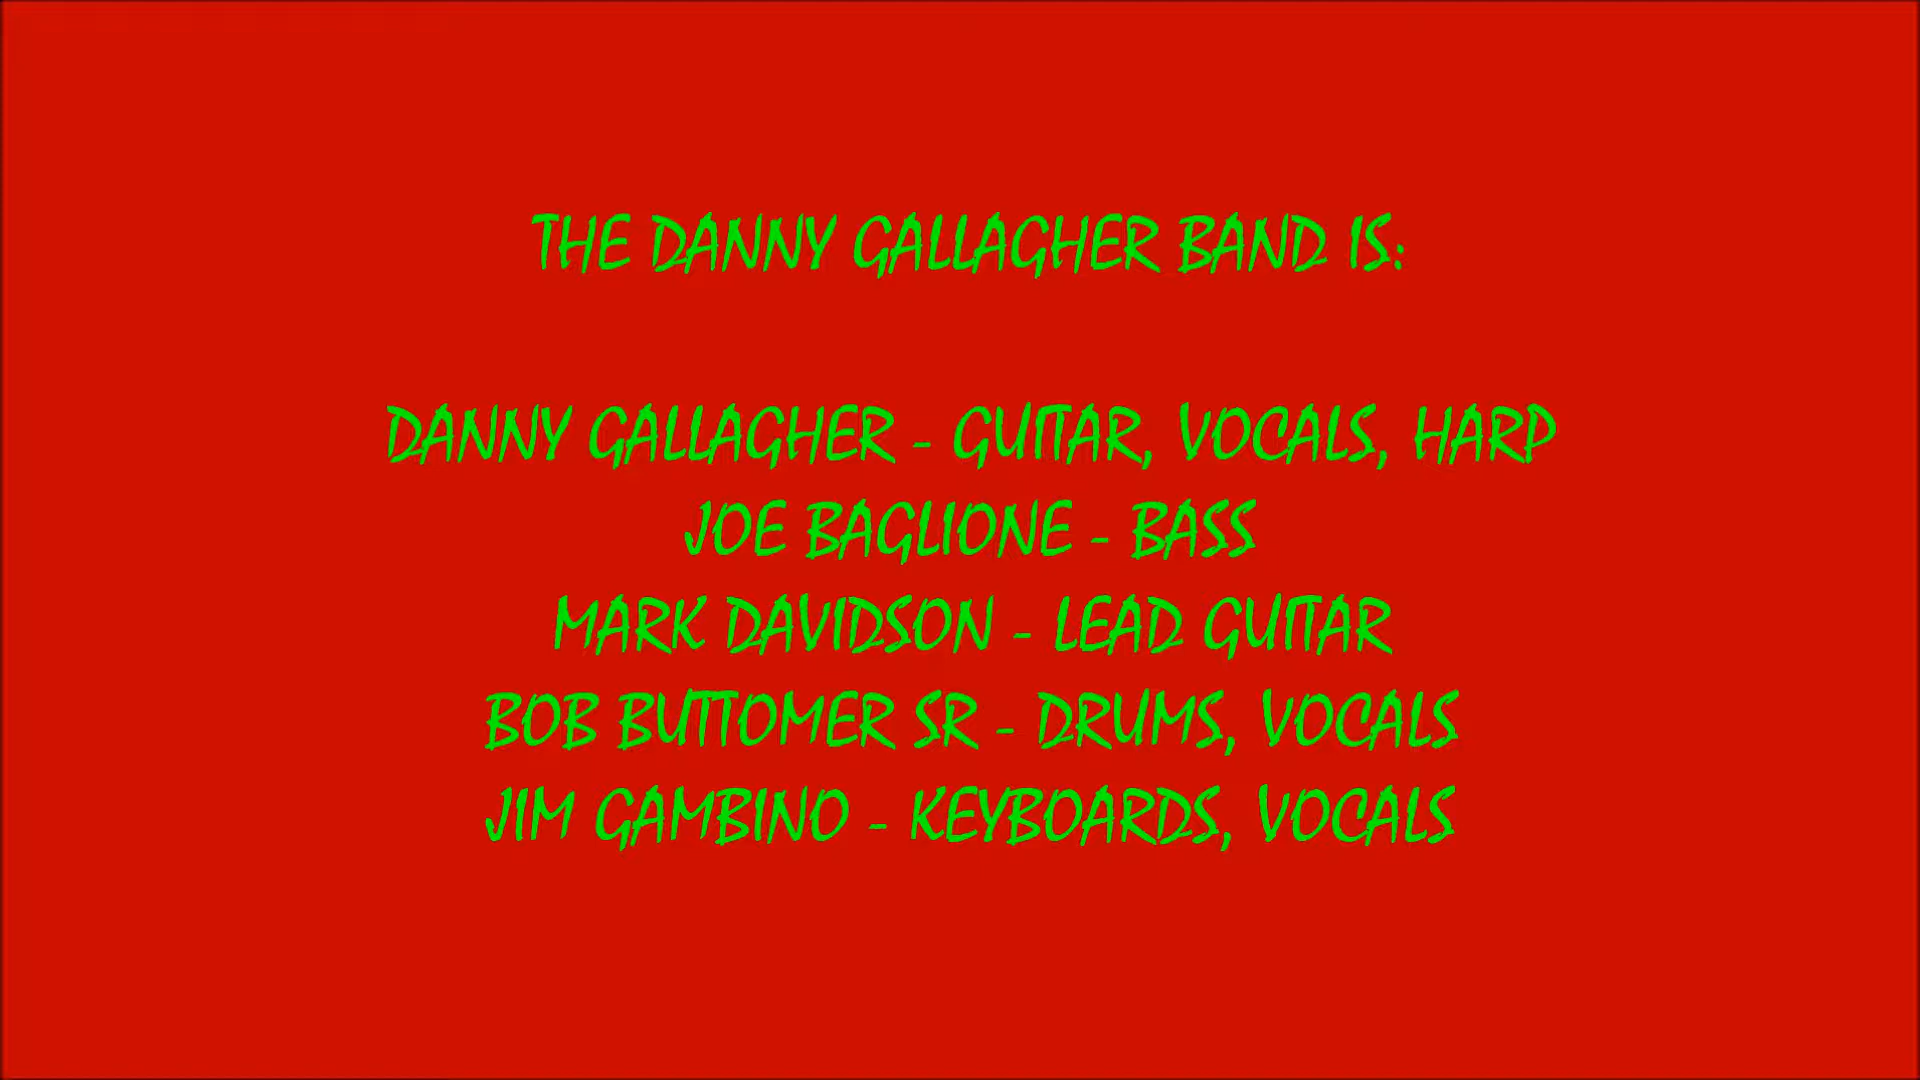 THE DANNY GALLAGHER BAND IS:
DANNY GALLAGHER - GUITAR, VOCALS, HARP
JOE BAGLIONE - BASS
MARK DAVIDSON - LEAD GUITAR
BOB BUTTOMER SR - DRUMS, VOCALS
JIM GAMBINO - KEYBOARDS, VOCALS